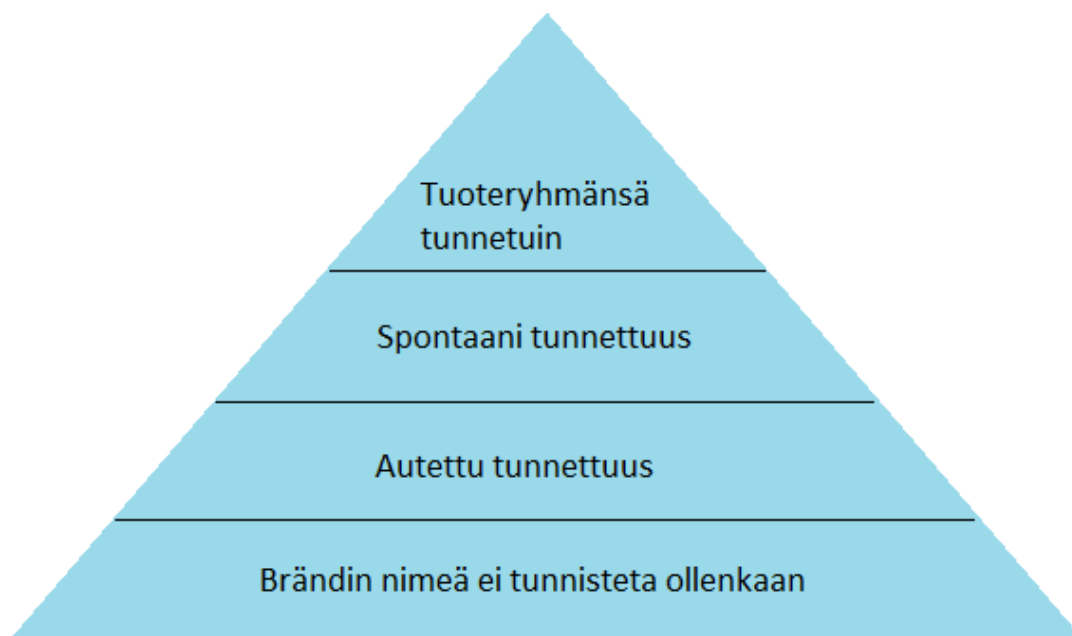 Tuoteryhmänsä
tunnetuin
Spontaani tunnettuus
Autettu tunnettuus
Brändin nimeä ei tunnisteta ollenkaan